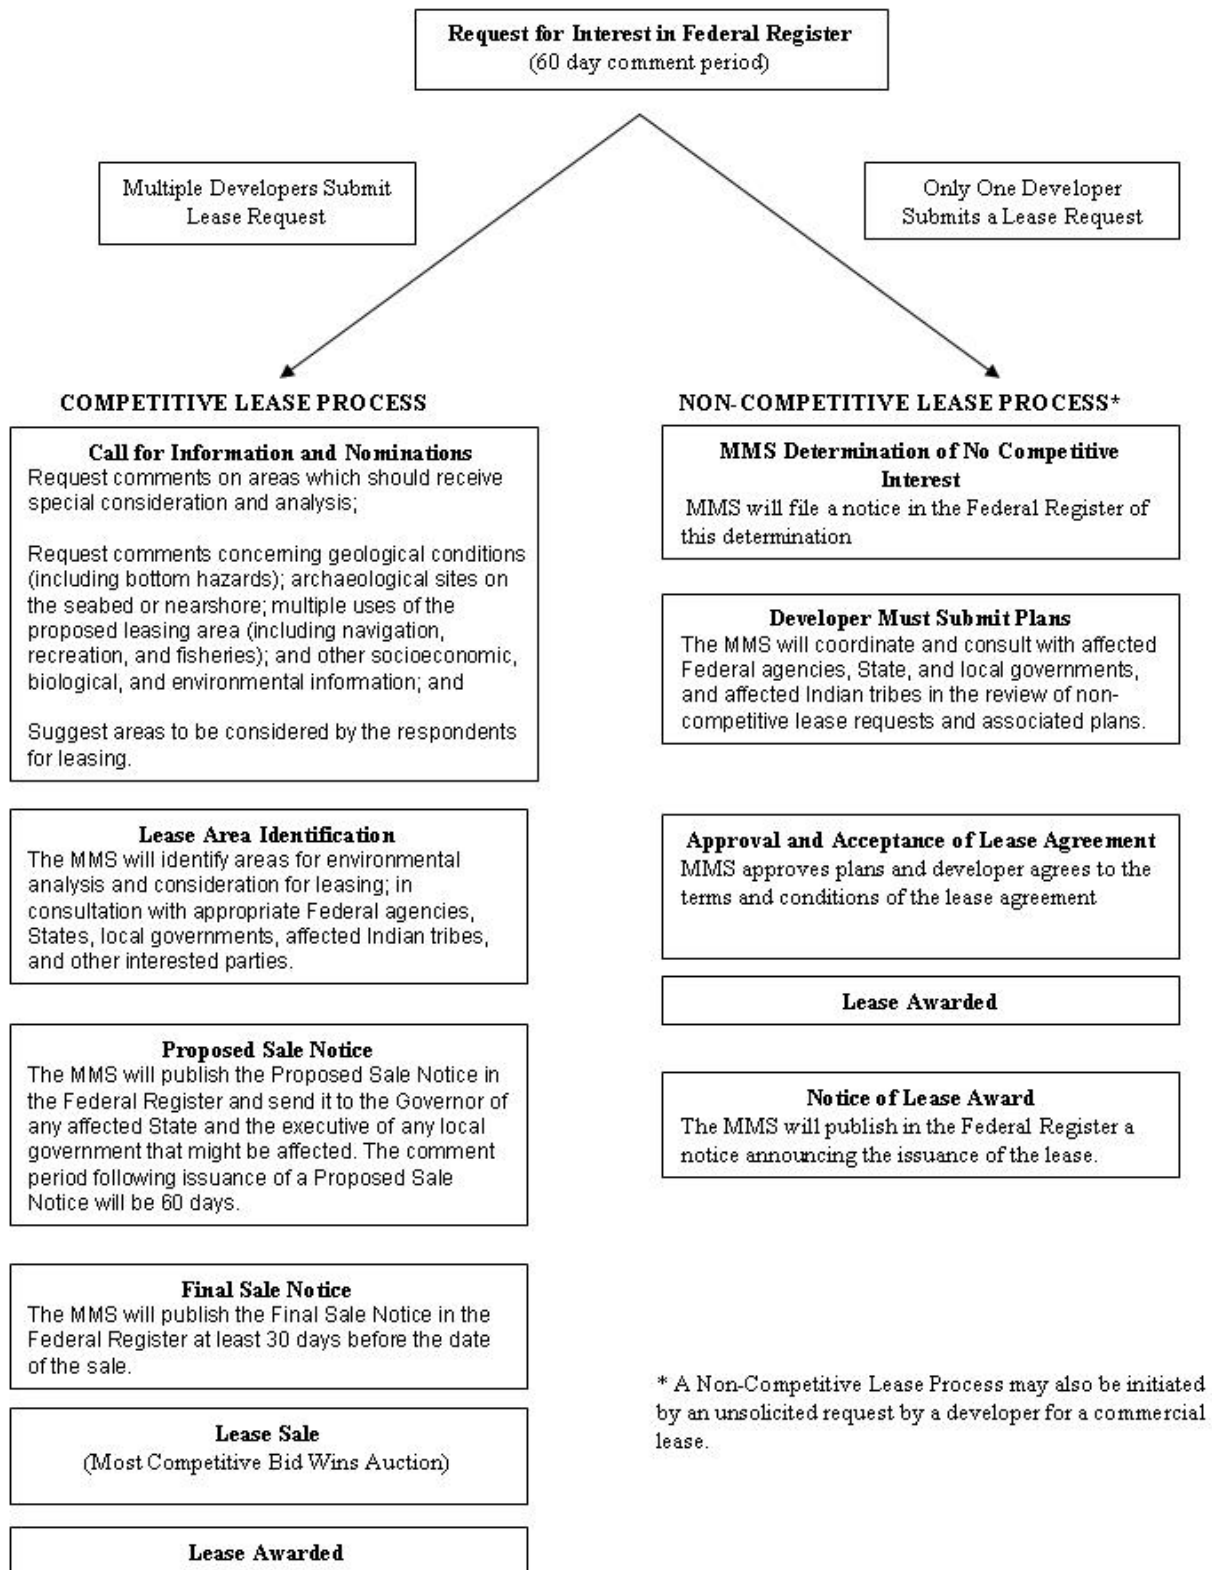 Request for Interest in Federal Register
(60 day comment period)
Multiple Developers Submit
Lease Request
Only One Developer
Submits a Lease Request
COMPETITIVE LEASE PROCESS
Call for Information and Nominations
Request comments on areas which should receive
special consideration and analysis;
Request comments concerning geological conditions
(including bottom hazards); archaeological sites on
the seabed or nearshore; multiple uses of the
proposed leasing area (including navigation,
recreation, and fisheries); and other socioeconomic,
biological, and environmental information; and
Suggest areas to be considered by the respondents
for leasing.
Lease Area Identification
The MMS will identify areas for environmental
analysis and consideration for leasing; in
consultation with appropriate Federal agencies,
States, local governments, affected Indian tribes,
and other interested parties.
Proposed Sale Notice
The MMS will publish the Proposed Sale Notice in
the Federal Register and send it to the Governor of
any affected State and the executive of any local
government that might be affected. The comment
period following issuance of a Proposed Sale
Notice will be 60 days.
Final Sale Notice
The MMS will publish the Final Sale Notice in the
Federal Register at least 30 days before the date
of the sale.
Lease Sale
(Most Competitive Bid Wins Auction)
Lease Awarded
NON-COMPETITIVE LEASE PROCESS*
MMS Determination of No Competitive
Interest
MMS will file a notice in the Federal Register of
this determination
Developer Must Submit Plans
The MMS will coordinate and consult with affected
Federal agencies, State, and local governments,
and affected Indian tribes in the review of non-
competitive lease requests and associated plans.
Approval and Acceptance of Lease Agreement
MMS approves plans and developer agrees to the
terms and conditions of the lease agreement
Lease Awarded
Notice of Lease Award
The MMS will publish in the Federal Register a
notice announcing the issuance of the lease.
* A Non-Competitive Lease Process may also be initiated
by an unsolicited request by a developer for a commercial
lease.